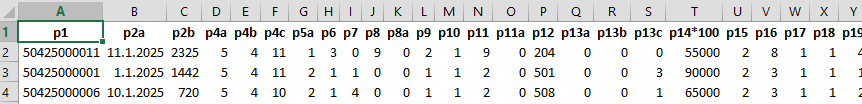 A B C D E F G H I J K L M N O P Q R S T U V W X Y
1 p1 p2a p2b p4a p4b p4c p5a p6 p7 p8 p8a p9 p10 p11 p11a p12 p13a p13b p13c p14*100 p15 p16 p17 p18 p19
2 50425000011 11.1.2025 2325 5 4 11 1 3 0 9 0 2 1 9 0 204 0 0 0 55000 2 8 1 1
3 50425000001 1.1.2025 1442 5 4 11 2 1 1 0 0 1 1 2 0 501 0 0 3 90000 2 3 1 1
4 50425000006 10.1.2025 720 5 4 10 2 1 4 0 0 1 1 2 0 508 0 0 1 65000 2 3 1 1